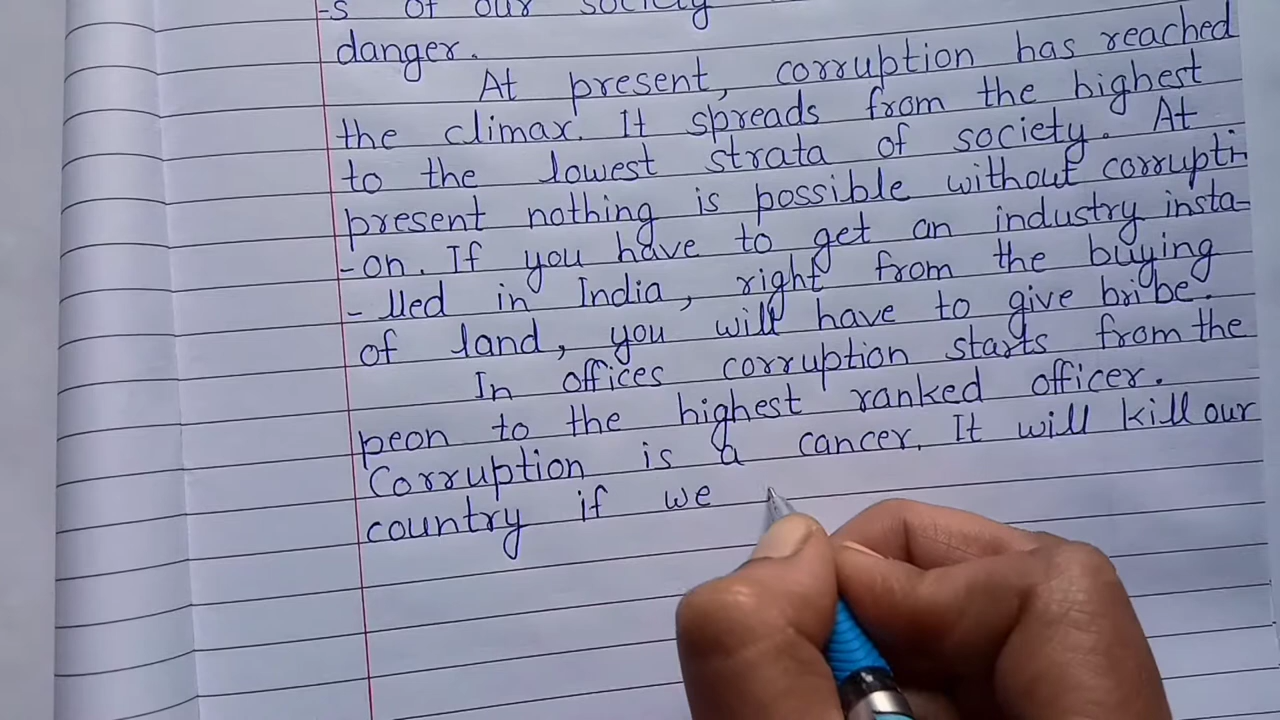 -s of our society
danger.
At present, corruption has reached
the climax. It spreads from the highest
to the lowest strata of society. At
present nothing is possible without corrupti
-on. If you have to get an industry insta-
-lled in India, right from the buying
of land, you will have to give bribe.
In offices corruption starts from the
peon to the highest ranked officer.
Corruption is a cancer. It will kill our
country if we